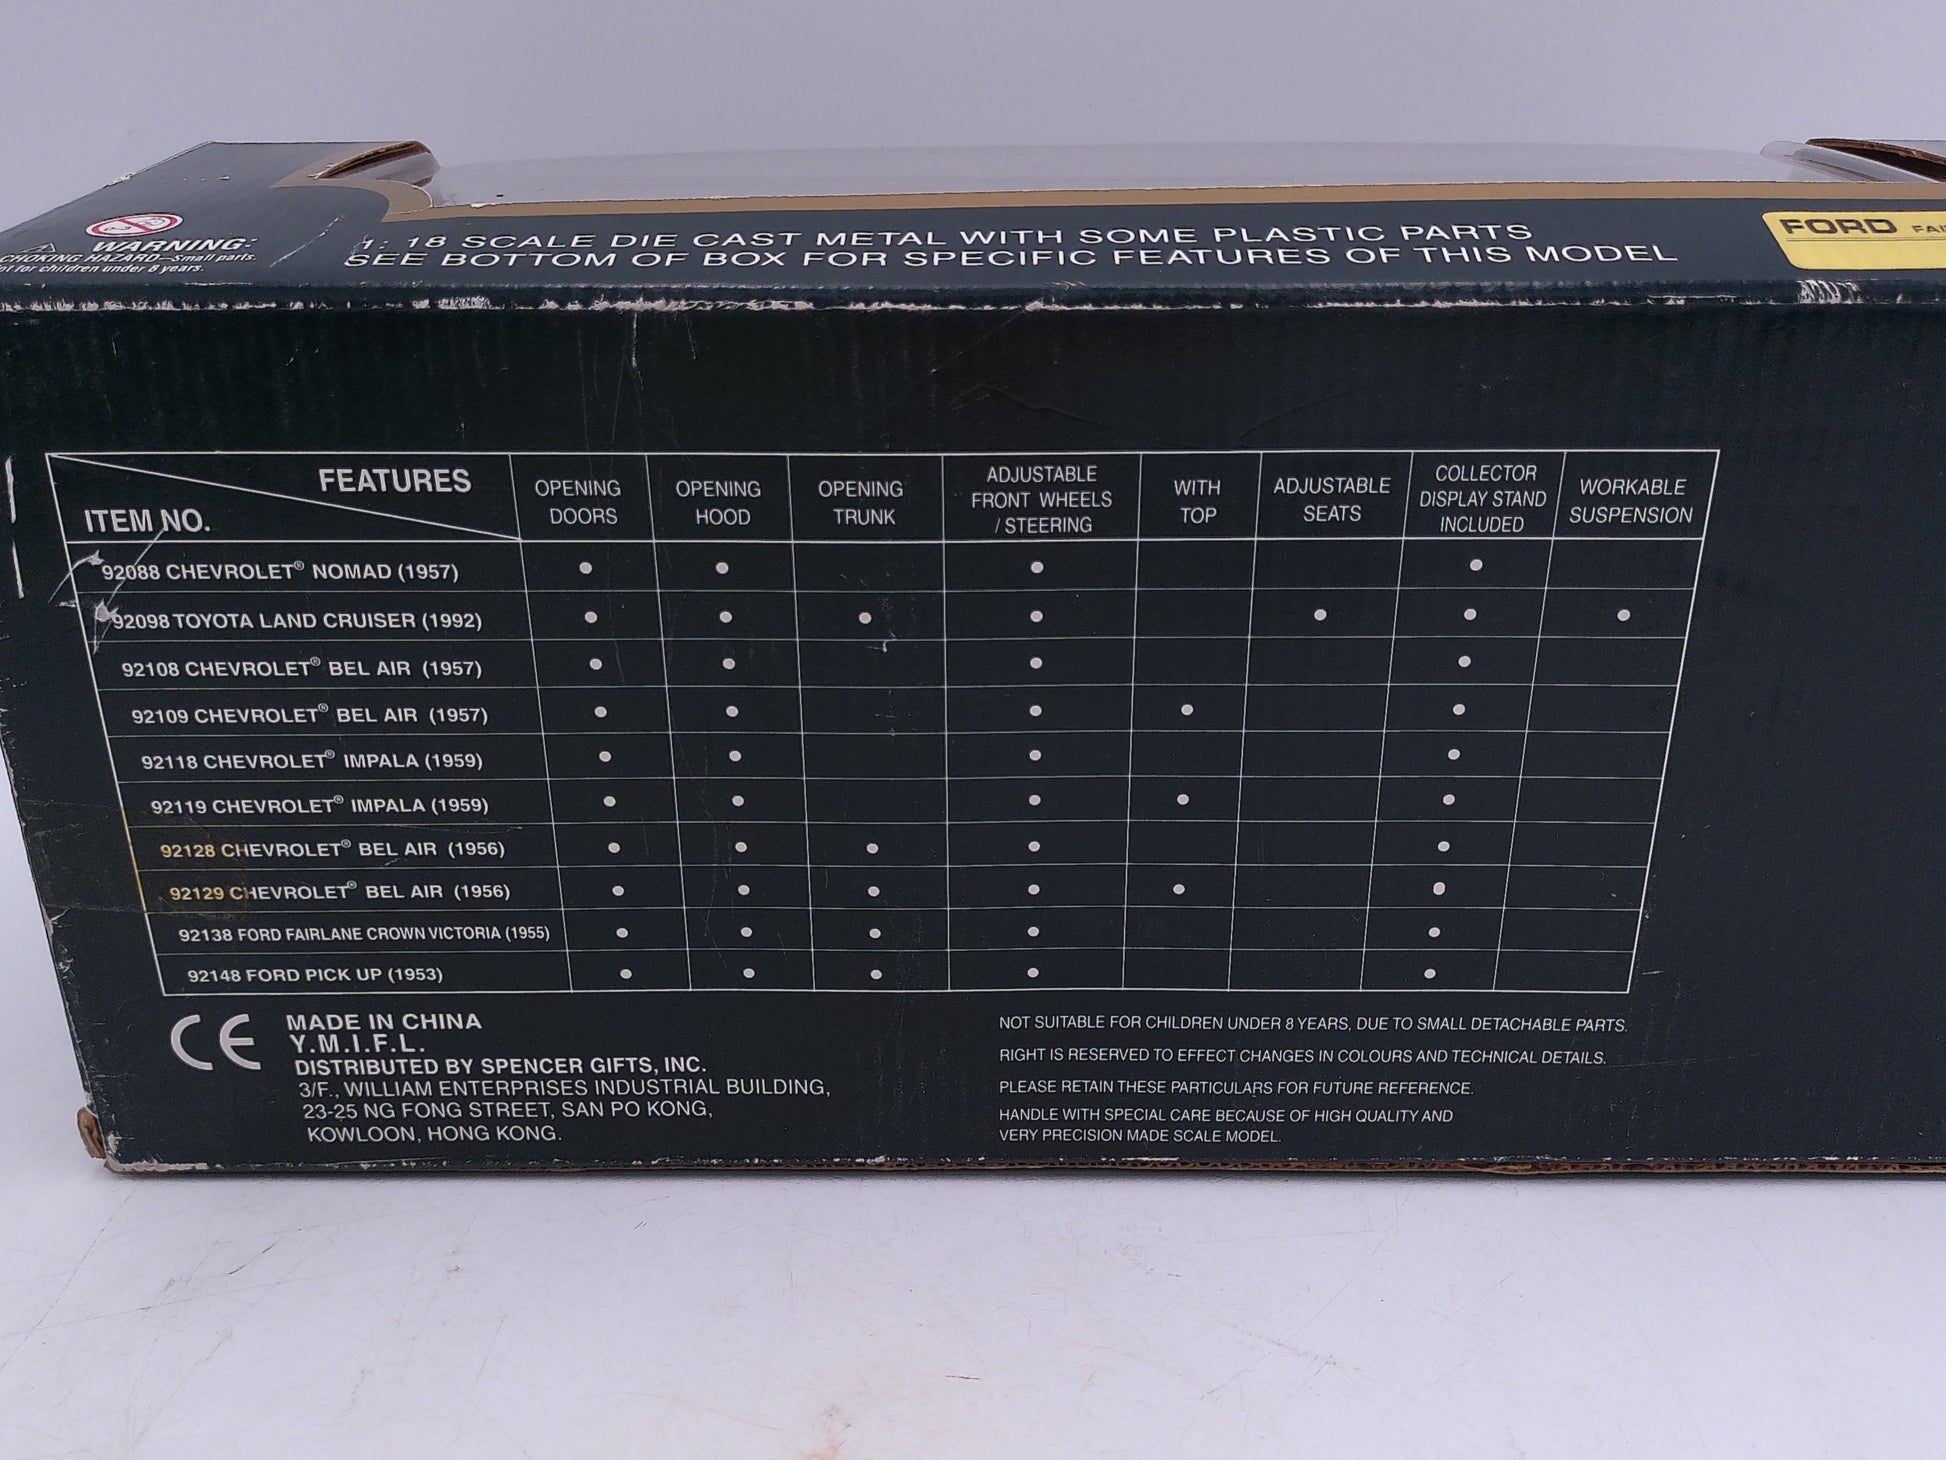 WARNING:
CHOKING HAZARD—Small parts.
for children under 8 years.
1:18 SCALE DIE CAST METAL WITH SOME PLASTIC PARTS
SEE BOTTOM OF BOX FOR SPECIFIC FEATURES OF THIS MODEL
FORD
FEATURES
ITEM NO.
OPENING DOORS
OPENING HOOD
OPENING TRUNK
ADJUSTABLE FRONT WHEELS / STEERING
WITH TOP
ADJUSTABLE SEATS
COLLECTOR DISPLAY STAND INCLUDED
WORKABLE SUSPENSION
92088 CHEVROLET® NOMAD (1957) ● ● ● ●
92098 TOYOTA LAND CRUISER (1992) ● ● ● ● ● ● ●
92108 CHEVROLET® BEL AIR (1957) ● ● ● ●
92109 CHEVROLET® BEL AIR (1957) ● ● ● ● ●
92118 CHEVROLET® IMPALA (1959) ● ● ● ●
92119 CHEVROLET® IMPALA (1959) ● ● ● ● ●
92128 CHEVROLET® BEL AIR (1956) ● ● ● ● ●
92129 CHEVROLET® BEL AIR (1956) ● ● ● ● ● ●
92138 FORD FAIRLANE CROWN VICTORIA (1955) ● ● ● ● ●
92148 FORD PICK UP (1953) ● ● ● ● ●
CE
MADE IN CHINA
Y.M.I.F.L.
DISTRIBUTED BY SPENCER GIFTS, INC.
3/F., WILLIAM ENTERPRISES INDUSTRIAL BUILDING,
23-25 NG FONG STREET, SAN PO KONG,
KOWLOON, HONG KONG.
NOT SUITABLE FOR CHILDREN UNDER 8 YEARS, DUE TO SMALL DETACHABLE PARTS.
RIGHT IS RESERVED TO EFFECT CHANGES IN COLOURS AND TECHNICAL DETAILS.
PLEASE RETAIN THESE PARTICULARS FOR FUTURE REFERENCE.
HANDLE WITH SPECIAL CARE BECAUSE OF HIGH QUALITY AND
VERY PRECISION MADE SCALE MODEL.